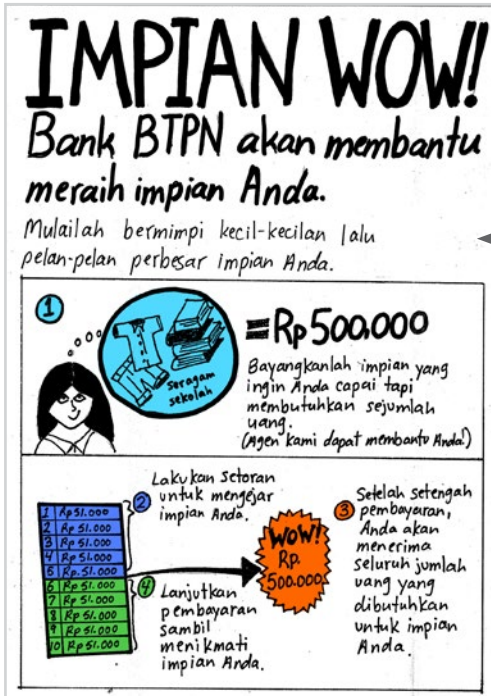 IMPIAN WOW!
Bank BTPN akan membantu
meraih impian Anda.
Mulailah bermimpi kecil-kecilan lalu
pelan-pelan perbesar impian Anda.
1
Seragam
sekolah
=Rp500,000
Bayangkanlah impian yang
ingin Anda capai tapi
membutuhkan sejumlah
uang.
(Agen kami dapat membantu Anda!)
1 Rp51.000
2 Rp 51.000
3 Rp 51.000
4 Rp 51.000
5 Rp.51.000
6 Rp 51.000
7 Rp 51.000
8 Rp 51.000
9 Rp 51.000
10 Rp 51.000
2 Lakukan setoran
untuk mengejar
impian Anda.
WOW!
Rp.
500.000
3 Setelah setengah
pembayaran,
Anda akan
menerima
seluruh jumlah
uang yang
dibutuhkan
untuk impian
Anda.
4 Lanjutkan
pembayaran
sambil
menikmati
impian Anda.